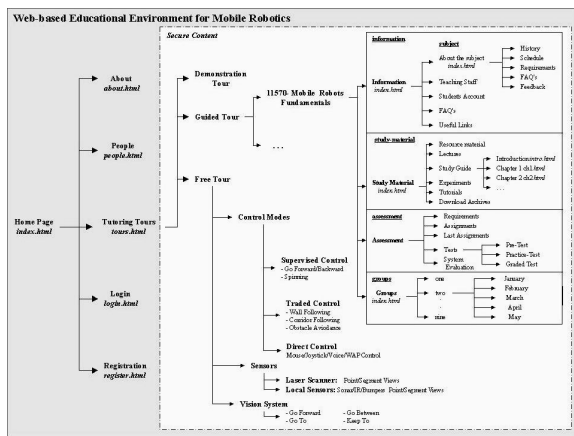 Web-based Educational Environment for Mobile Robotics
Secure Content
Home Page
index.html
About
about.html
People
people.html
Tutoring Tours
tours.html
Login
login.html
Registration
register.html
Demonstration
Tour
Guided Tour
Free Tour
11570- Mobile Robots
Fundamentals
. . .
Control Modes
Supervised Control
- Go Forward/Backward
- Spinning
Traded Control
- Wall Following
- Corridor Following
- Obstacle Aviodance
Direct Control
Mouse/Joystick/Voice/WAP Control
Sensors
Laser Scanner: Point/Segment Views
Local Sensors: Sonar/IR/Bumpers Point/Segment Views
Vision System
- Go Forward - Go Between
- Go To - Keep To
information
Information
index.html
subject
About the subject
index.html
Teaching Staff
Students Account
FAQ's
Useful Links
History
Schedule
Requirements
FAQ's
Feedback
study-material
Study Material
index.html
Resource material
Lectures
Study Guide
Experiments
Tutorials
Download Archives
Introduction intro.html
Chapter 1 ch1.html
Chapter 2 ch2.html
. . .
assessment
Assessment
Requirements
Assignments
Last Assignments
Tests
System
Evaluation
Pre-Test
Practice-Test
Graded Test
groups
Groups
index.html
one
two
.
.
nine
January
February
March
April
May